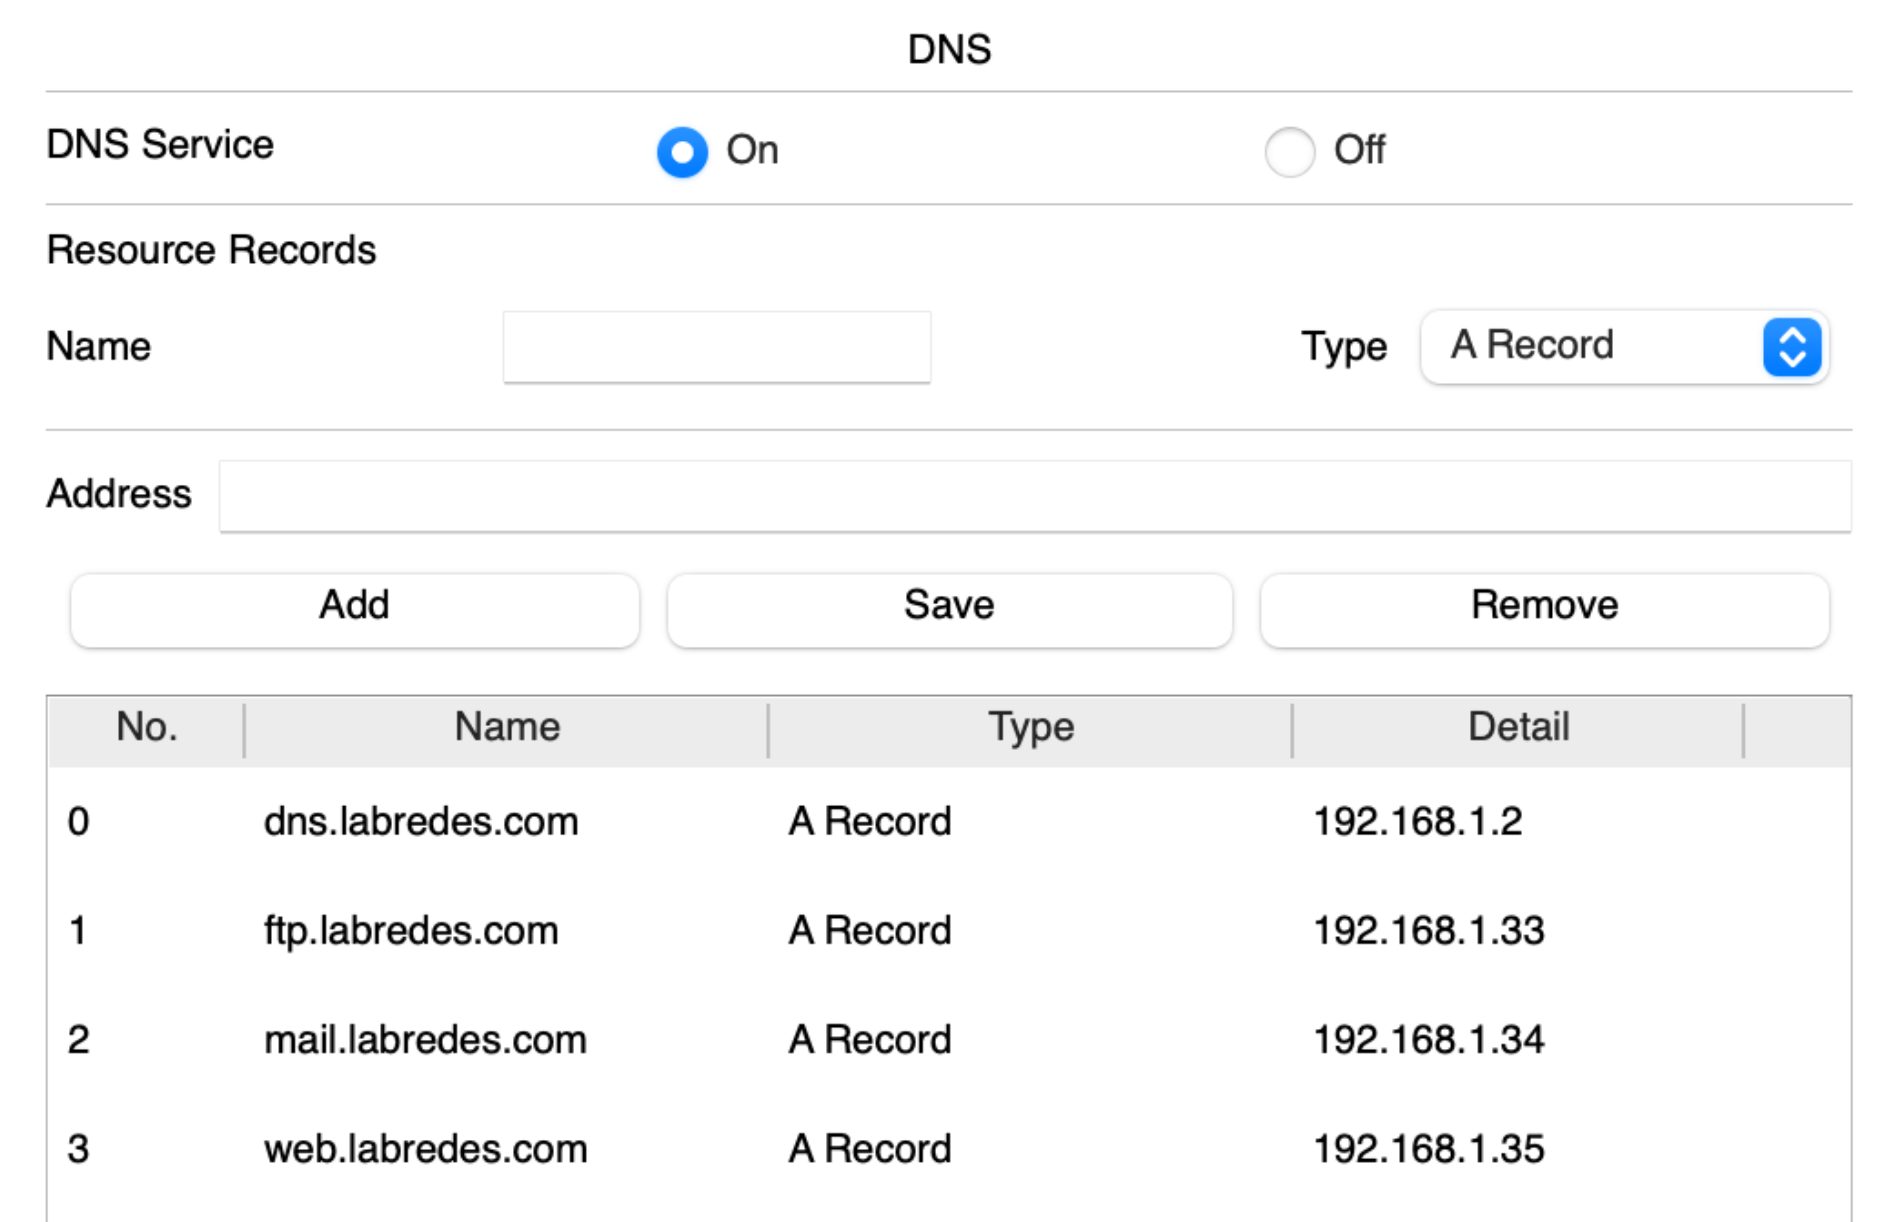 DNS
DNS Service On Off
Resource Records
Name Type A Record
Address
Add Save Remove
No. Name Type Detail
0 dns.labredes.com A Record 192.168.1.2
1 ftp.labredes.com A Record 192.168.1.33
2 mail.labredes.com A Record 192.168.1.34
3 web.labredes.com A Record 192.168.1.35